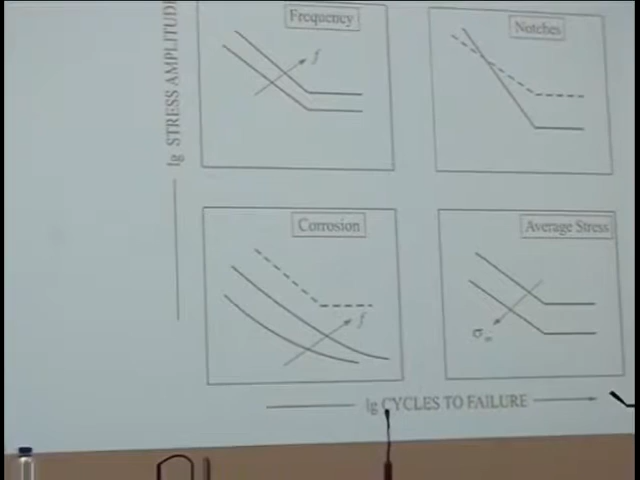 lg STRESS AMPLITUD
Frequency
f
Notches
Corrosion
f
Average Stress
σm
lg CYCLES TO FAILURE